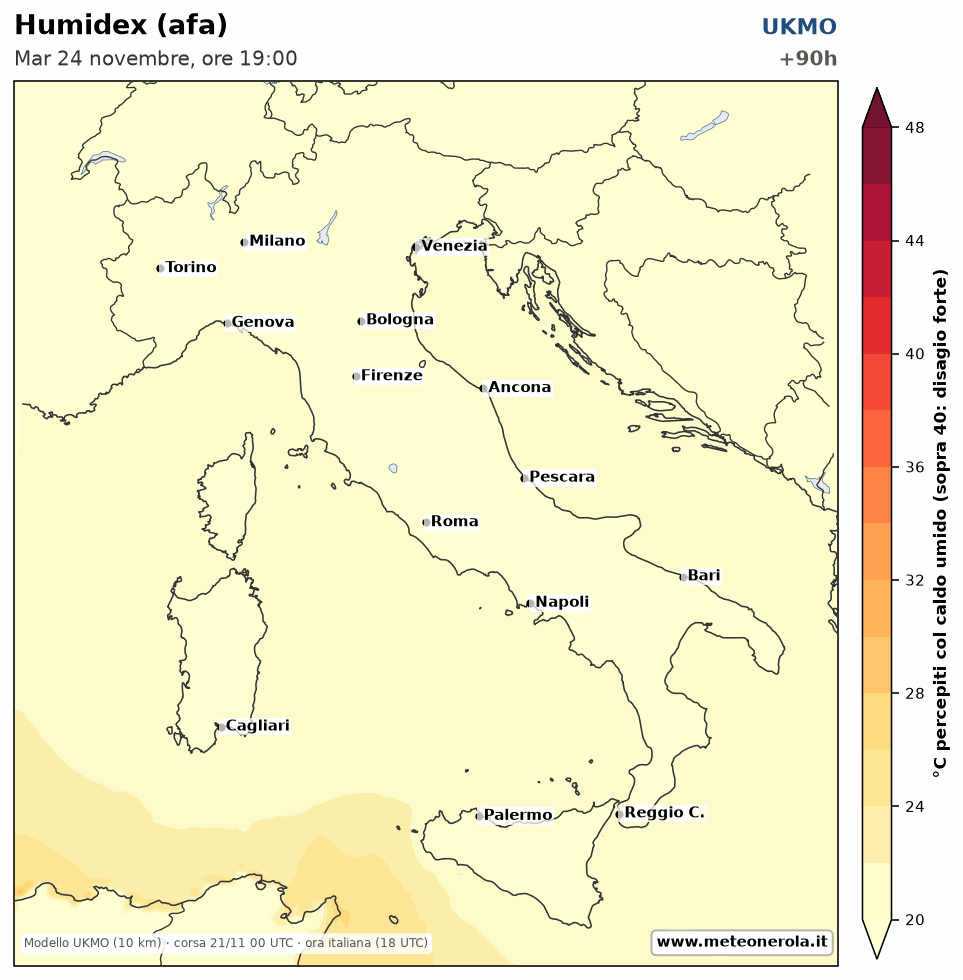 Humidex (afa)
UKMO
Mar 24 novembre, ore 19:00
+90h
Milano
Venezia
Torino
Genova
Bologna
Firenze
Ancona
Pescara
Roma
Bari
Napoli
Cagliari
Palermo
Reggio C.
48
44
40
36
32
28
24
20
°C percepiti col caldo umido (sopra 40: disagio forte)
Modello UKMO (10 km) · corsa 21/11 00 UTC · ora italiana (18 UTC)
www.meteonerola.it